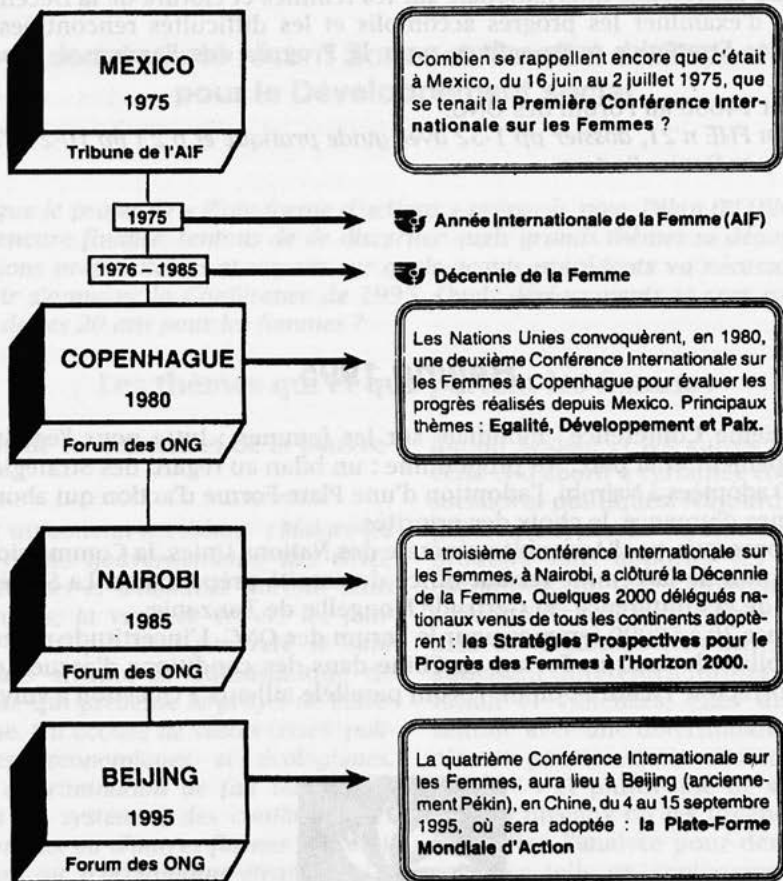 d'examiner les progrès accomplis et les difficultés
MEXICO
1975
Tribune de l'AIF
Combien se rappellent encore que c'était
à Mexico, du 16 juin au 2 juillet 1975, que
se tenait la Première Conférence Inter-
nationale sur les Femmes ?
1975
Année Internationale de la Femme (AIF)
1976 – 1985
Décennie de la Femme
COPENHAGUE
1980
Forum des ONG
Les Nations Unies convoquèrent, en 1980,
une deuxième Conférence Internationale sur
les Femmes à Copenhague pour évaluer les
progrès réalisés depuis Mexico. Principaux
thèmes : Egalité, Développement et Paix.
NAIROBI
1985
Forum des ONG
La troisième Conférence Internationale sur
les Femmes, à Nairobi, a clôturé la Décennie
de la Femme. Quelques 2000 délégués na-
tionaux venus de tous les continents adoptè-
rent : les Stratégies Prospectives pour le
Progrès des Femmes à l'Horizon 2000.
BEIJING
1995
Forum des ONG
La quatrième Conférence Internationale sur
les Femmes, aura lieu à Beijing (ancienne-
ment Pékin), en Chine, du 4 au 15 septembre
1995, où sera adoptée : la Plate-Forme
Mondiale d'Action